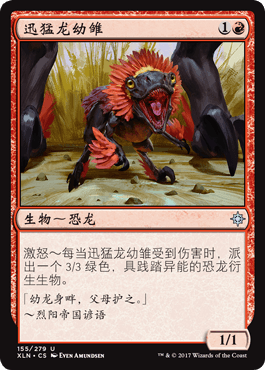 迅猛龙幼雏 1
生物～恐龙
激怒～每当迅猛龙幼雏受到伤害时，派
出一个 3/3 绿色，具践踏异能的恐龙衍
生生物。
「幼龙身畔，父母护之。」
～烈阳帝国谚语
1/1
155/279 U
XLN • CS EYEN AMUNDSEN
™ & © 2017 Wizards of the Coast